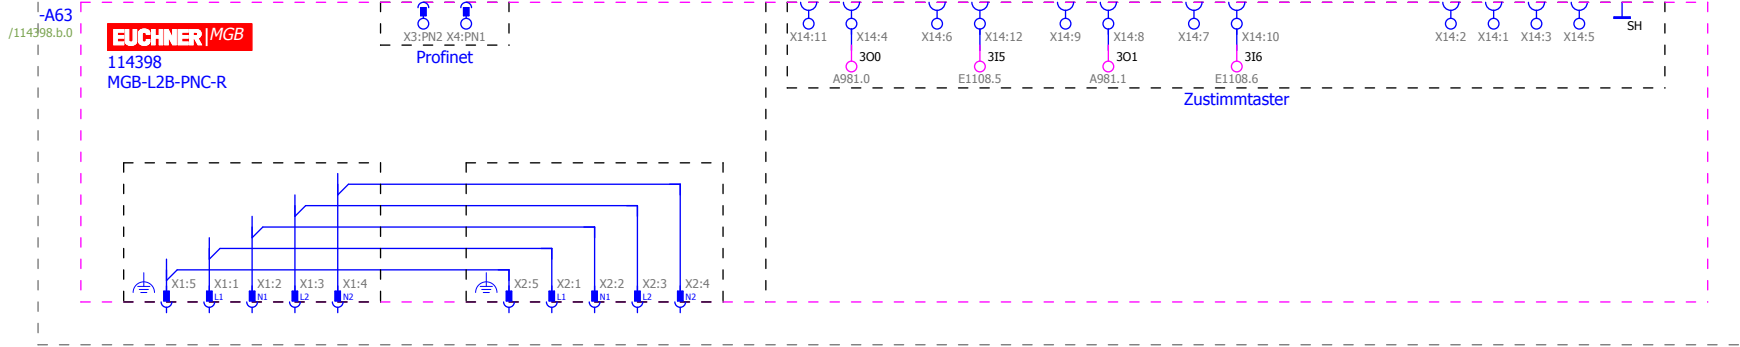 -A63
/114398.b.0
EUCHNER MGB
114398
MGB-L2B-PNC-R
X3:PN2 X4:PN1
Profinet
X14:11 X14:4 X14:6 X14:12 X14:9 X14:8 X14:7 X14:10 X14:2 X14:1 X14:3 X14:5 SH
3O0 3I5 3O1 3I6
A981.0 E1108.5 A981.1 E1108.6
Zustimmtaster
X1:5 X1:1 X1:2 X1:3 X1:4 X2:5 X2:1 X2:2 X2:3 X2:4
L1 N1 L2 N2 L1 N1 L2 N2